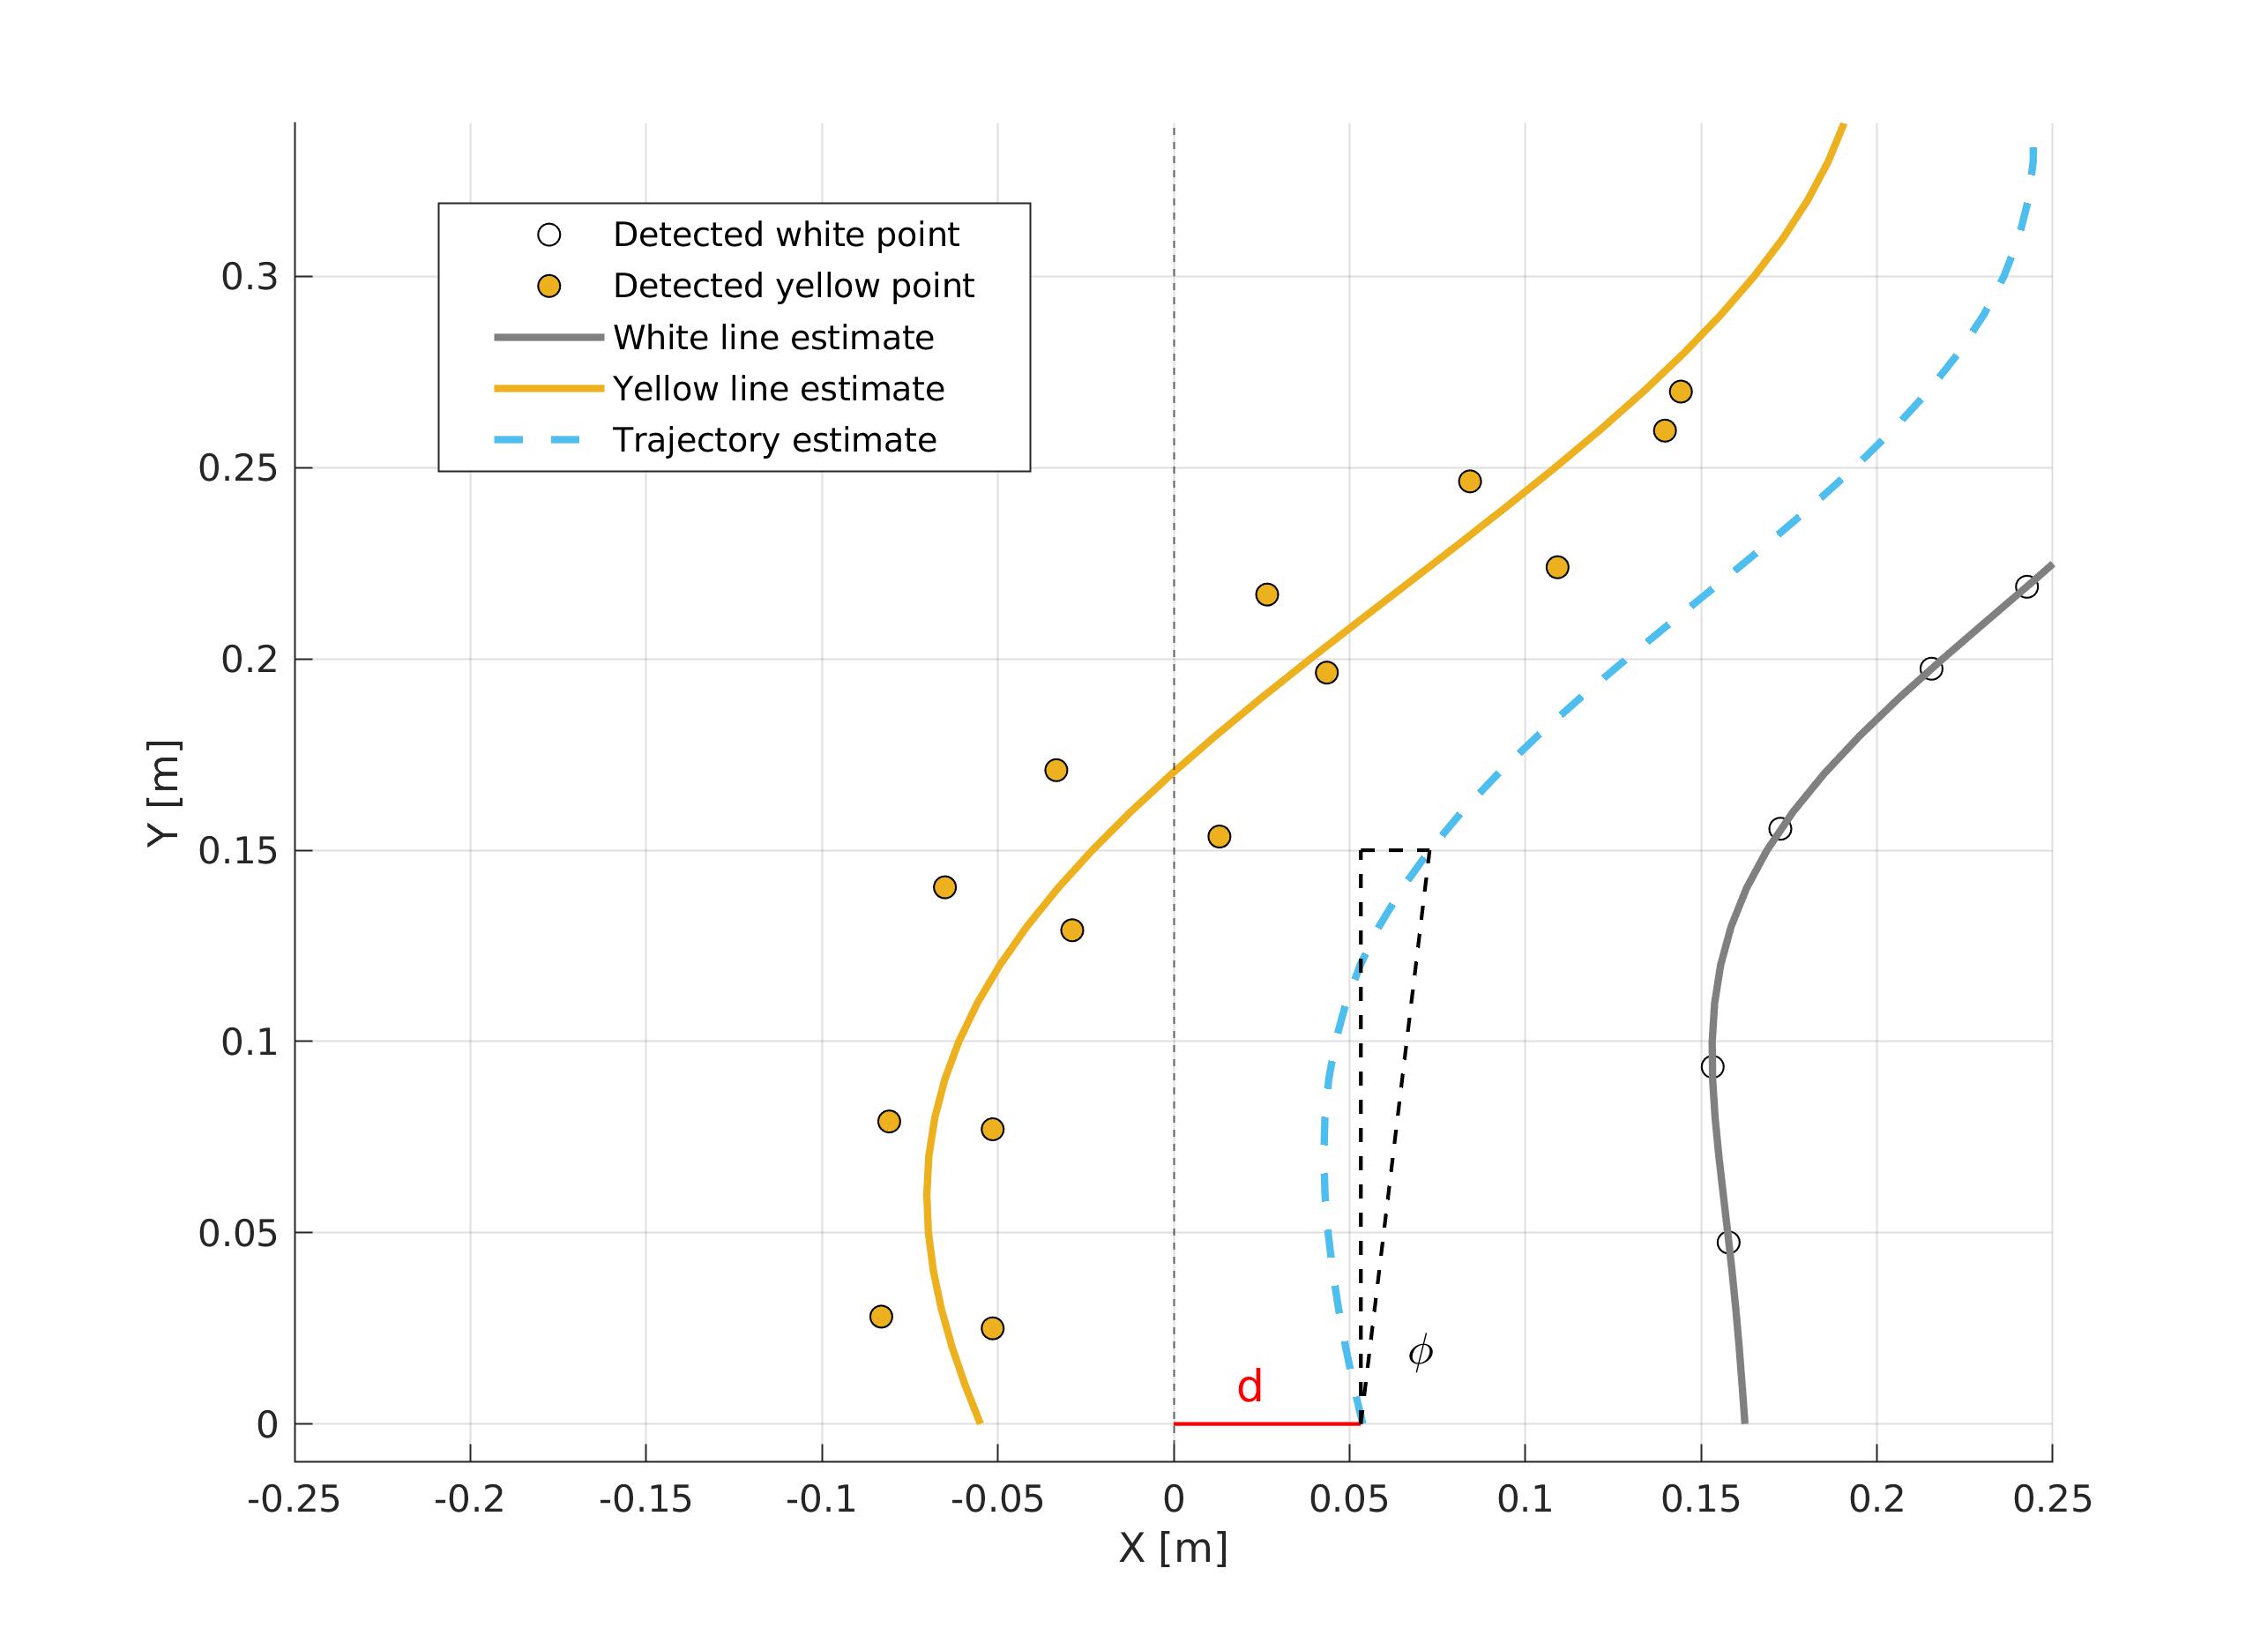 Detected white point
Detected yellow point
White line estimate
Yellow line estimate
Trajectory estimate
0.3
0.25
0.2
0.15
0.1
0.05
0
Y [m]
d
ϕ
-0.25 -0.2 -0.15 -0.1 -0.05 0 0.05 0.1 0.15 0.2 0.25
X [m]